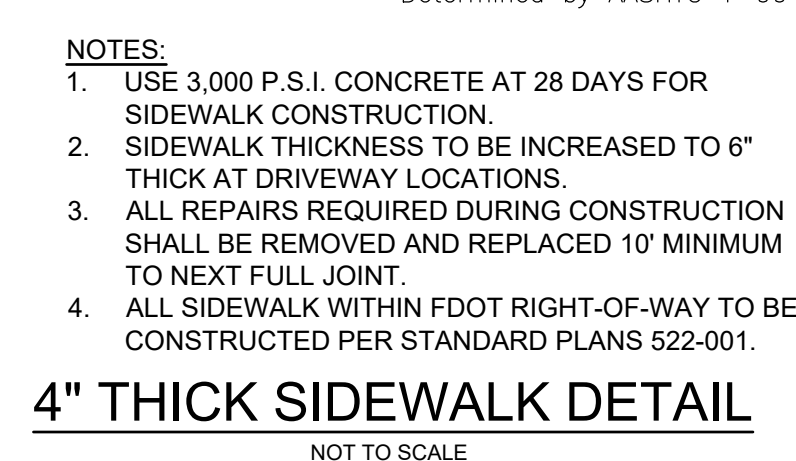 NOTES:
1. USE 3,000 P.S.I. CONCRETE AT 28 DAYS FOR
SIDEWALK CONSTRUCTION.
2. SIDEWALK THICKNESS TO BE INCREASED TO 6"
THICK AT DRIVEWAY LOCATIONS.
3. ALL REPAIRS REQUIRED DURING CONSTRUCTION
SHALL BE REMOVED AND REPLACED 10' MINIMUM
TO NEXT FULL JOINT.
4. ALL SIDEWALK WITHIN FDOT RIGHT-OF-WAY TO BE
CONSTRUCTED PER STANDARD PLANS 522-001.
4" THICK SIDEWALK DETAIL
NOT TO SCALE